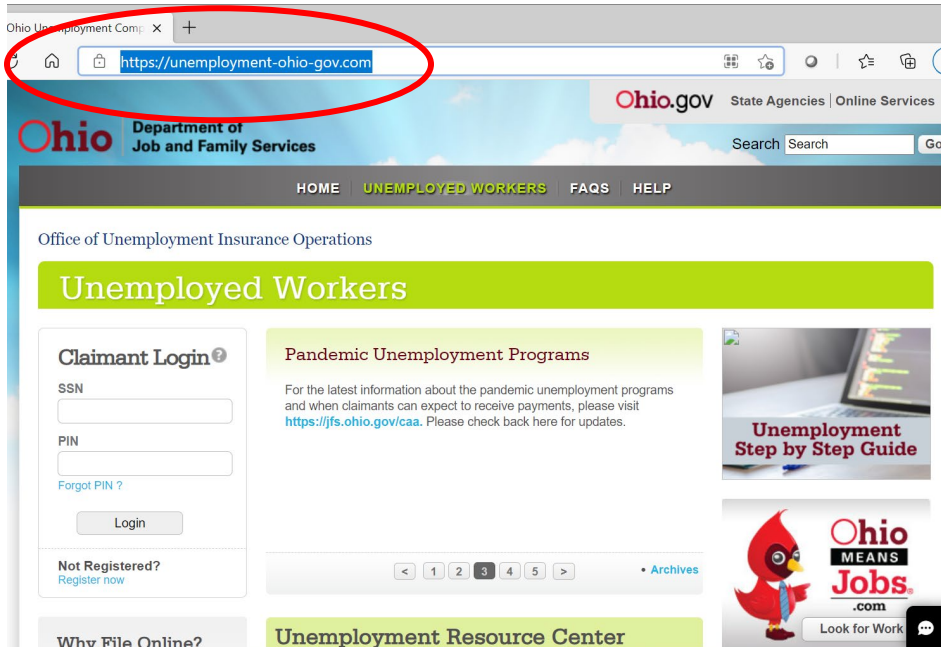 Ohio Unemployment Comp
https://unemployment-ohio-gov.com
Ohio.gov State Agencies | Online Services
Ohio Department of
Job and Family Services
Search Search Go
HOME UNEMPLOYED WORKERS FAQS HELP
Office of Unemployment Insurance Operations
Unemployed Workers
Claimant Login
SSN
PIN
Forgot PIN ?
Login
Not Registered?
Register now
Why File Online?
Pandemic Unemployment Programs
For the latest information about the pandemic unemployment programs
and when claimants can expect to receive payments, please visit
https://jfs.ohio.gov/caa. Please check back here for updates.
< 1 2 3 4 5 > • Archives
Unemployment Resource Center
Unemployment
Step by Step Guide
Ohio
MEANS
Jobs®
.com
Look for Work